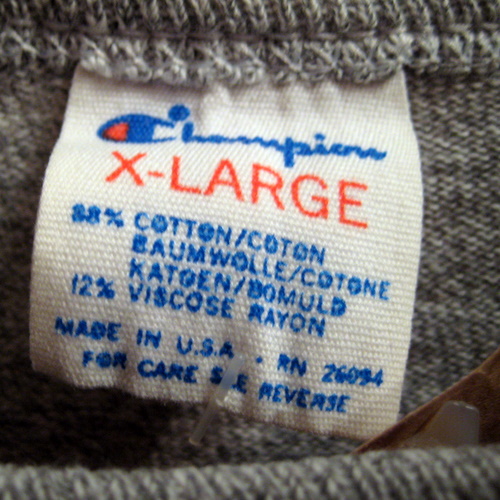 Champion
X-LARGE
88% COTTON/COTON
BAUMWOLLE/COTONE
KATOEN/BOMULD
12% VISCOSE RAYON
MADE IN U.S.A. · RN 26094
FOR CARE SEE REVERSE